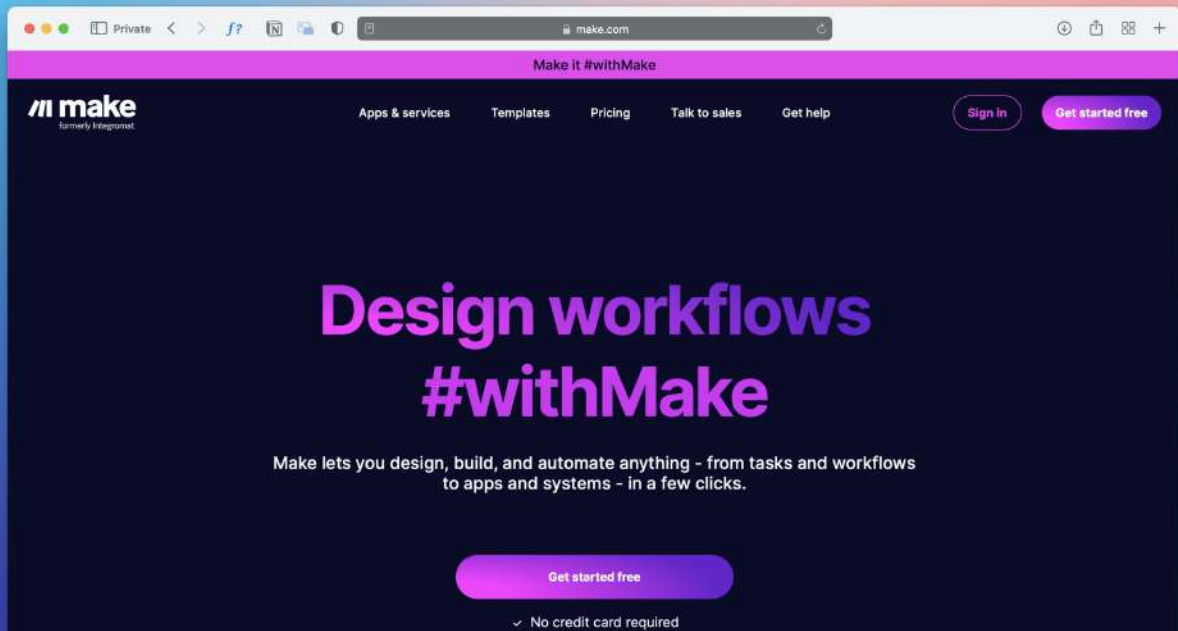 Private
make.com
Make it #withMake
make
formerly Integromat
Apps & services
Templates
Pricing
Talk to sales
Get help
Sign in
Get started free
Design workflows
#withMake
Make lets you design, build, and automate anything - from tasks and workflows
to apps and systems - in a few clicks.
Get started free
✓ No credit card required